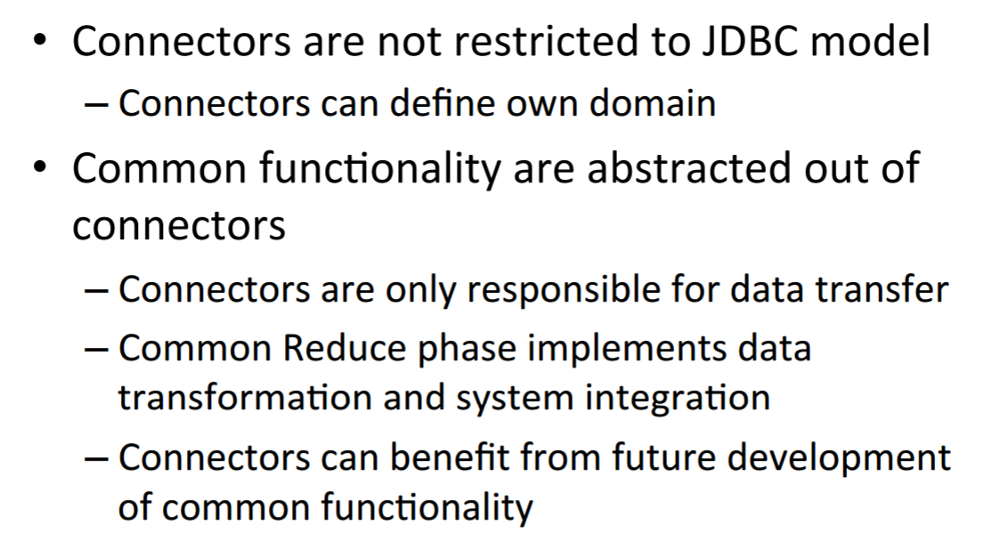 • Connectors are not restricted to JDBC model
– Connectors can define own domain
• Common functionality are abstracted out of
connectors
– Connectors are only responsible for data transfer
– Common Reduce phase implements data
transformation and system integration
– Connectors can benefit from future development
of common functionality